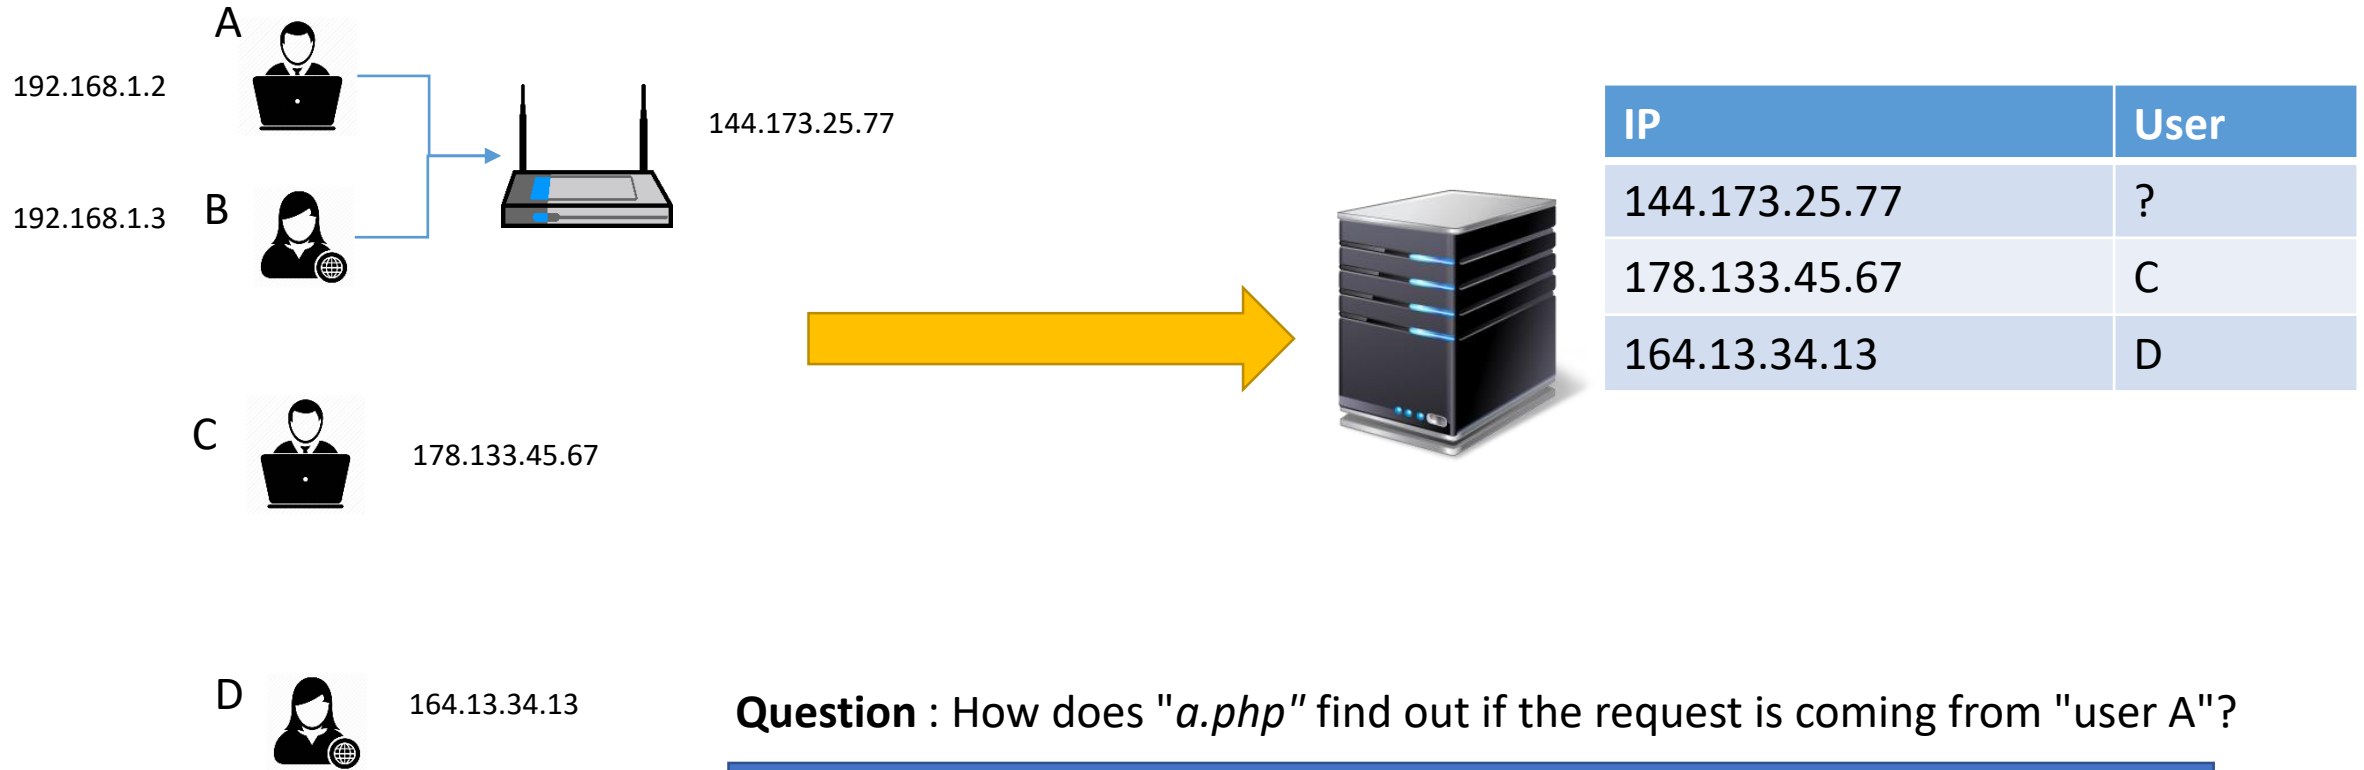 A
192.168.1.2
144.173.25.77
192.168.1.3
B
C
178.133.45.67
D
164.13.34.13
IP User
144.173.25.77 ?
178.133.45.67 C
164.13.34.13 D
Question : How does "a.php" find out if the request is coming from "user A"?